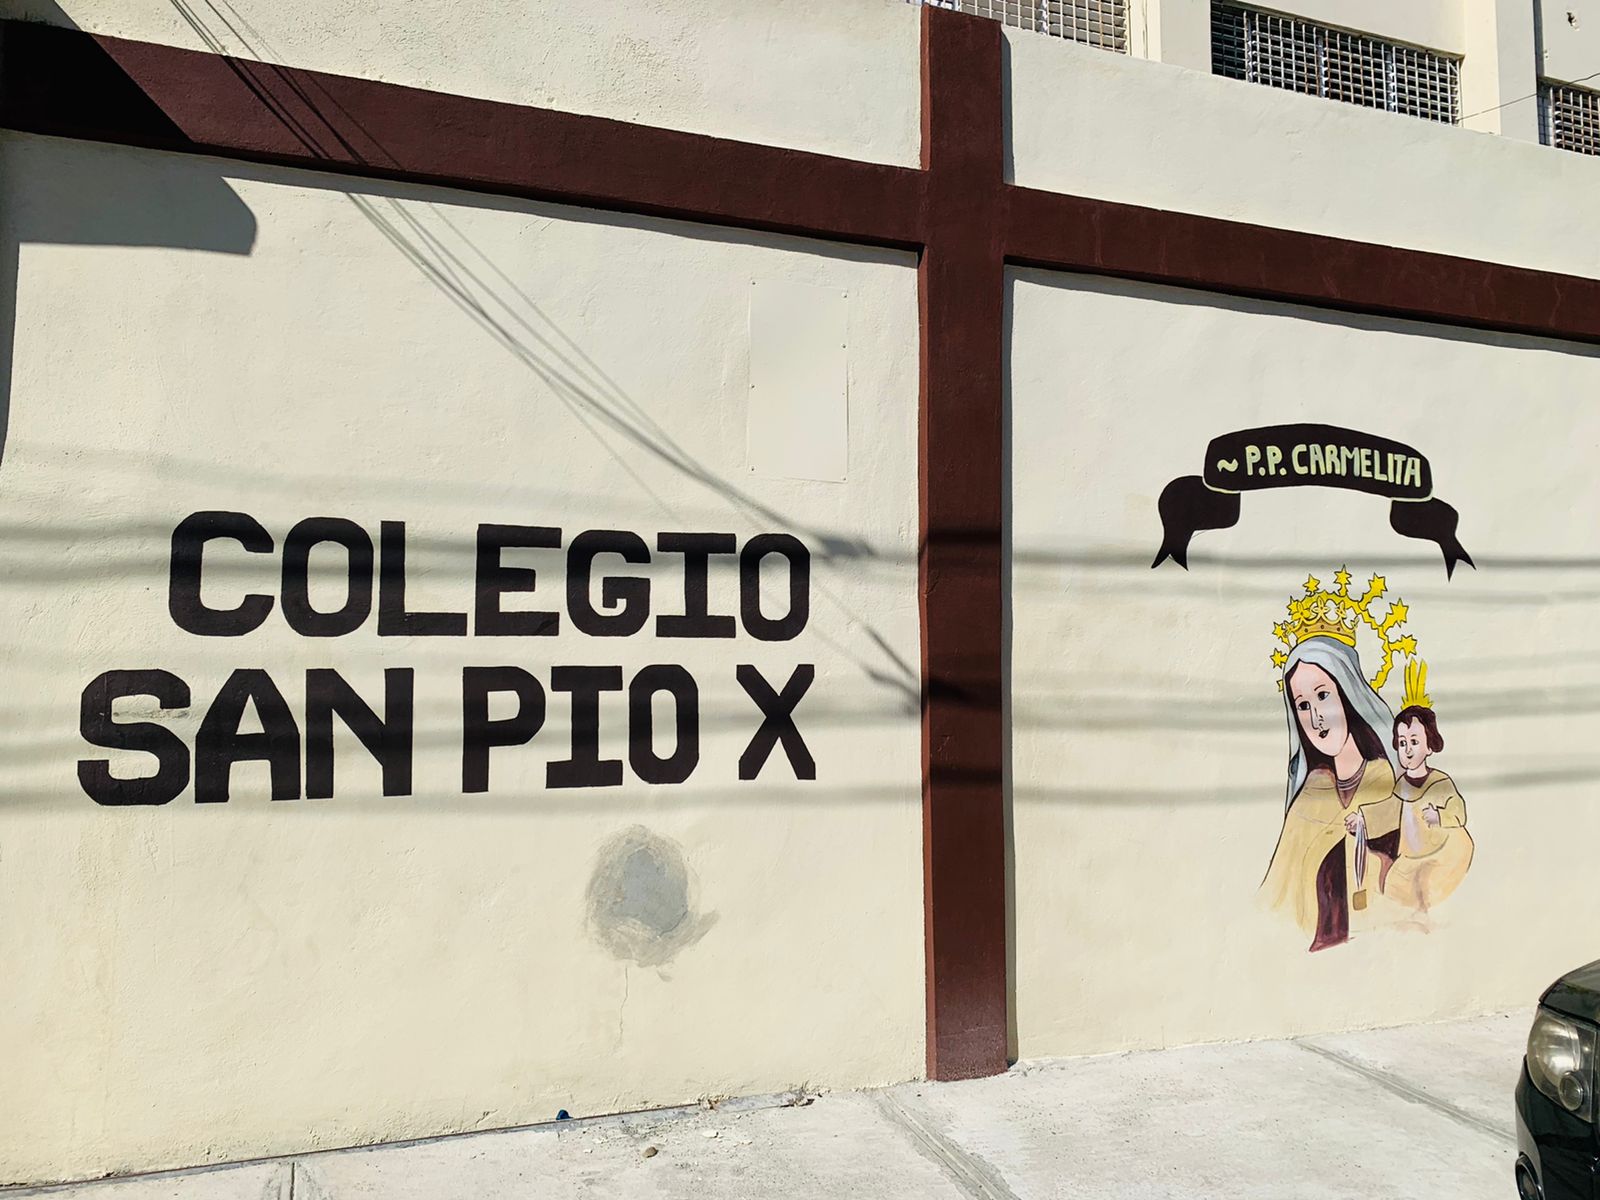 COLEGIO
SAN PIO X
~ P.P. CARMELITA